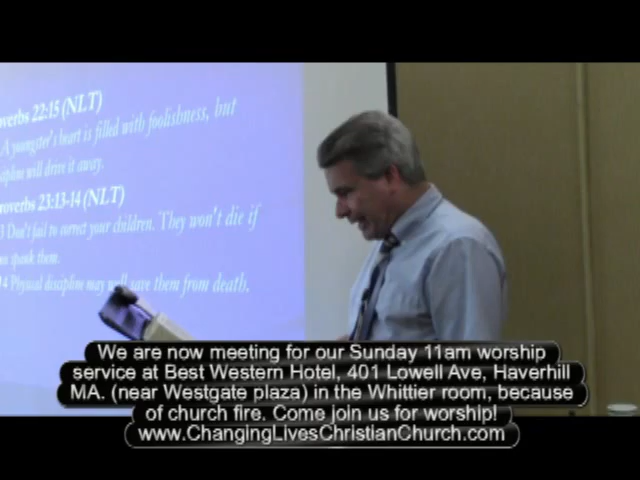 overbs 22:15 (NLT)
A youngster's heart is filled with foolishness, but
cipline will drive it away.
roverbs 23:13-14 (NLT)
3 Don't fail to correct your children. They won't die if
ou spank them.
4 Physical discipline may well save them from death.
We are now meeting for our Sunday 11am worship
service at Best Western Hotel, 401 Lowell Ave, Haverhill
MA. (near Westgate plaza) in the Whittier room, because
of church fire. Come join us for worship!
www.ChangingLivesChristianChurch.com